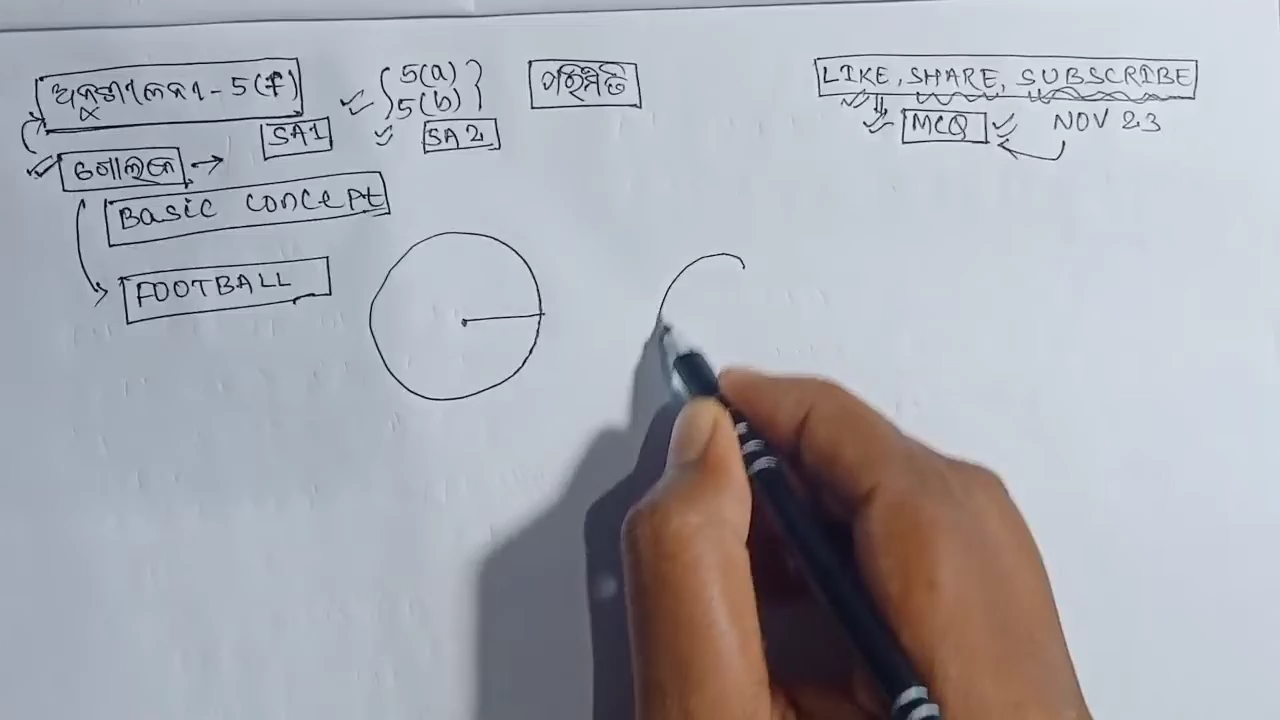 ଅନୁଶୀଳନୀ - 5(f)
5(a)
5(b)
ପରିମିତି
SA1
SA2
ଗୋଲକ →
Basic concept
FOOTBALL
LIKE, SHARE, SUBSCRIBE
MCQ NOV 23